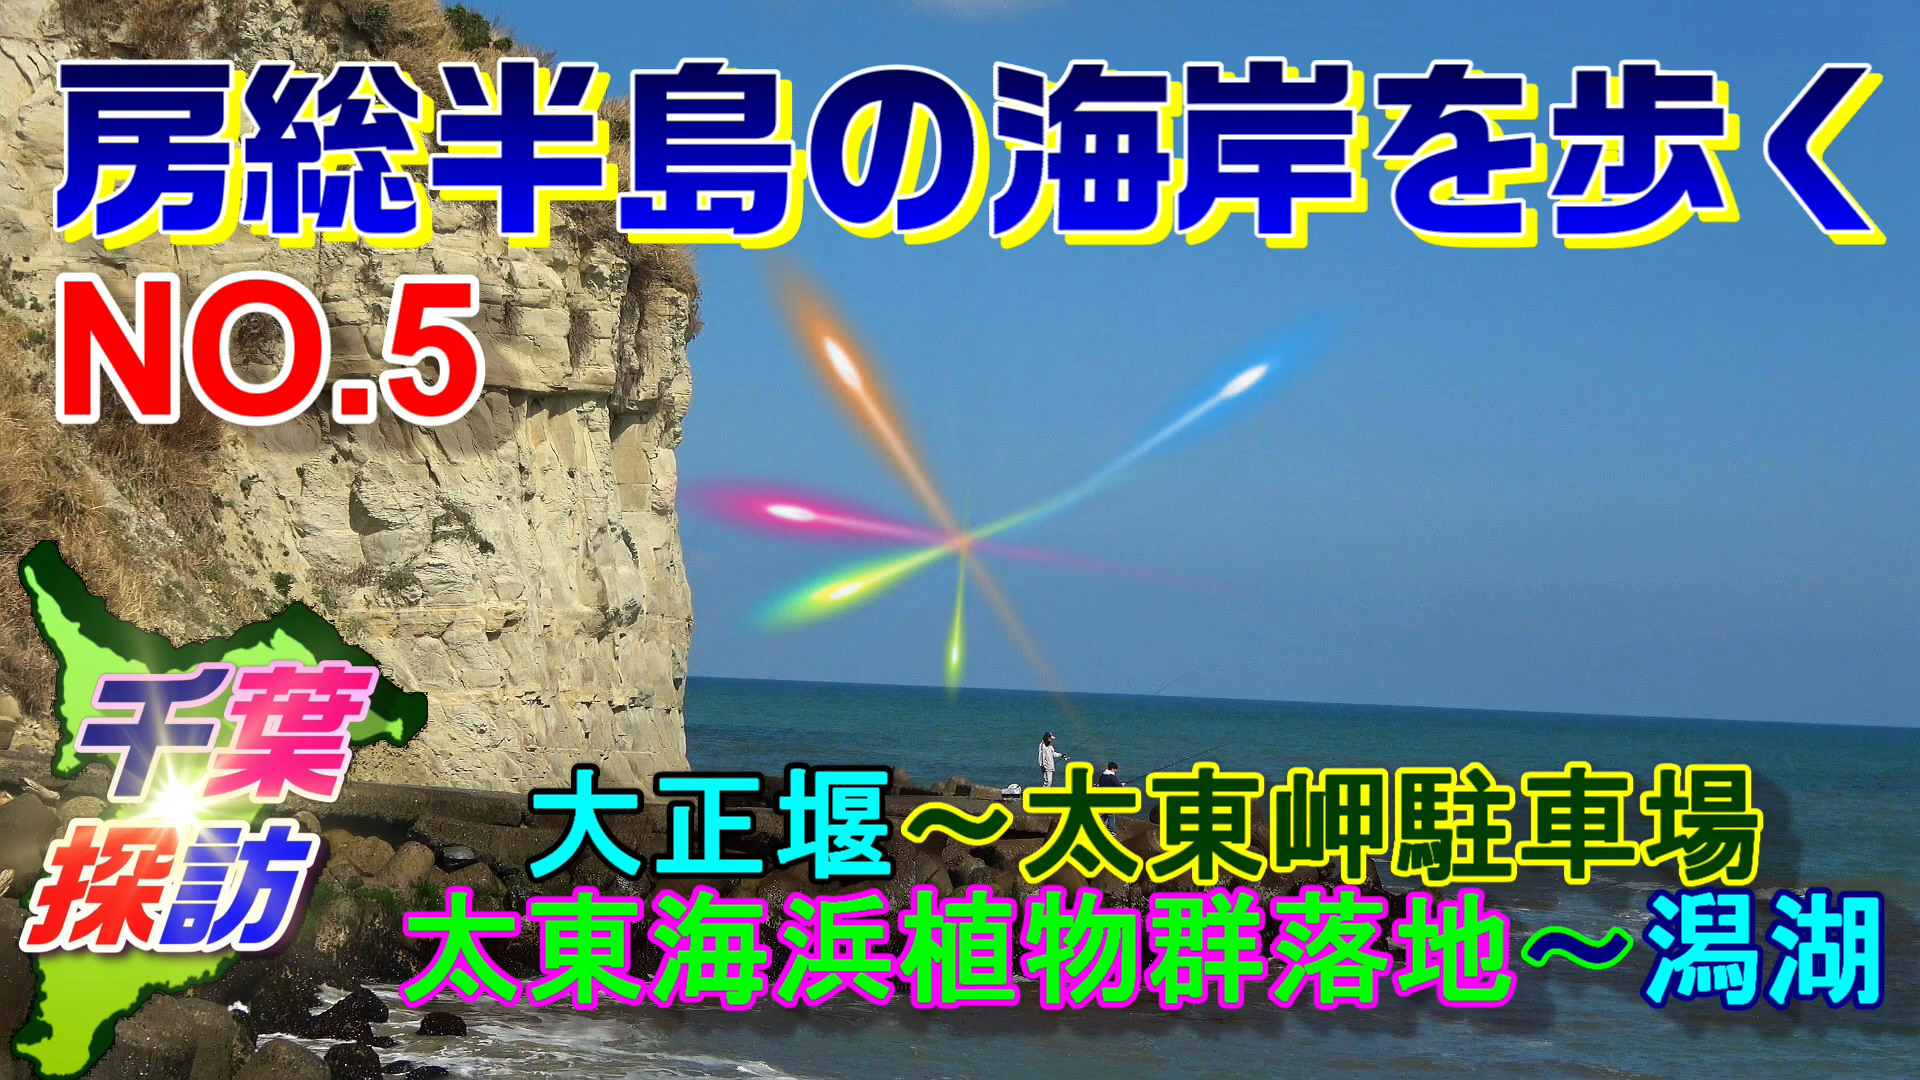 房総半島の海岸を歩く
NO.5
千葉
探訪
大正堰～太東岬駐車場
太東海浜植物群落地～潟湖